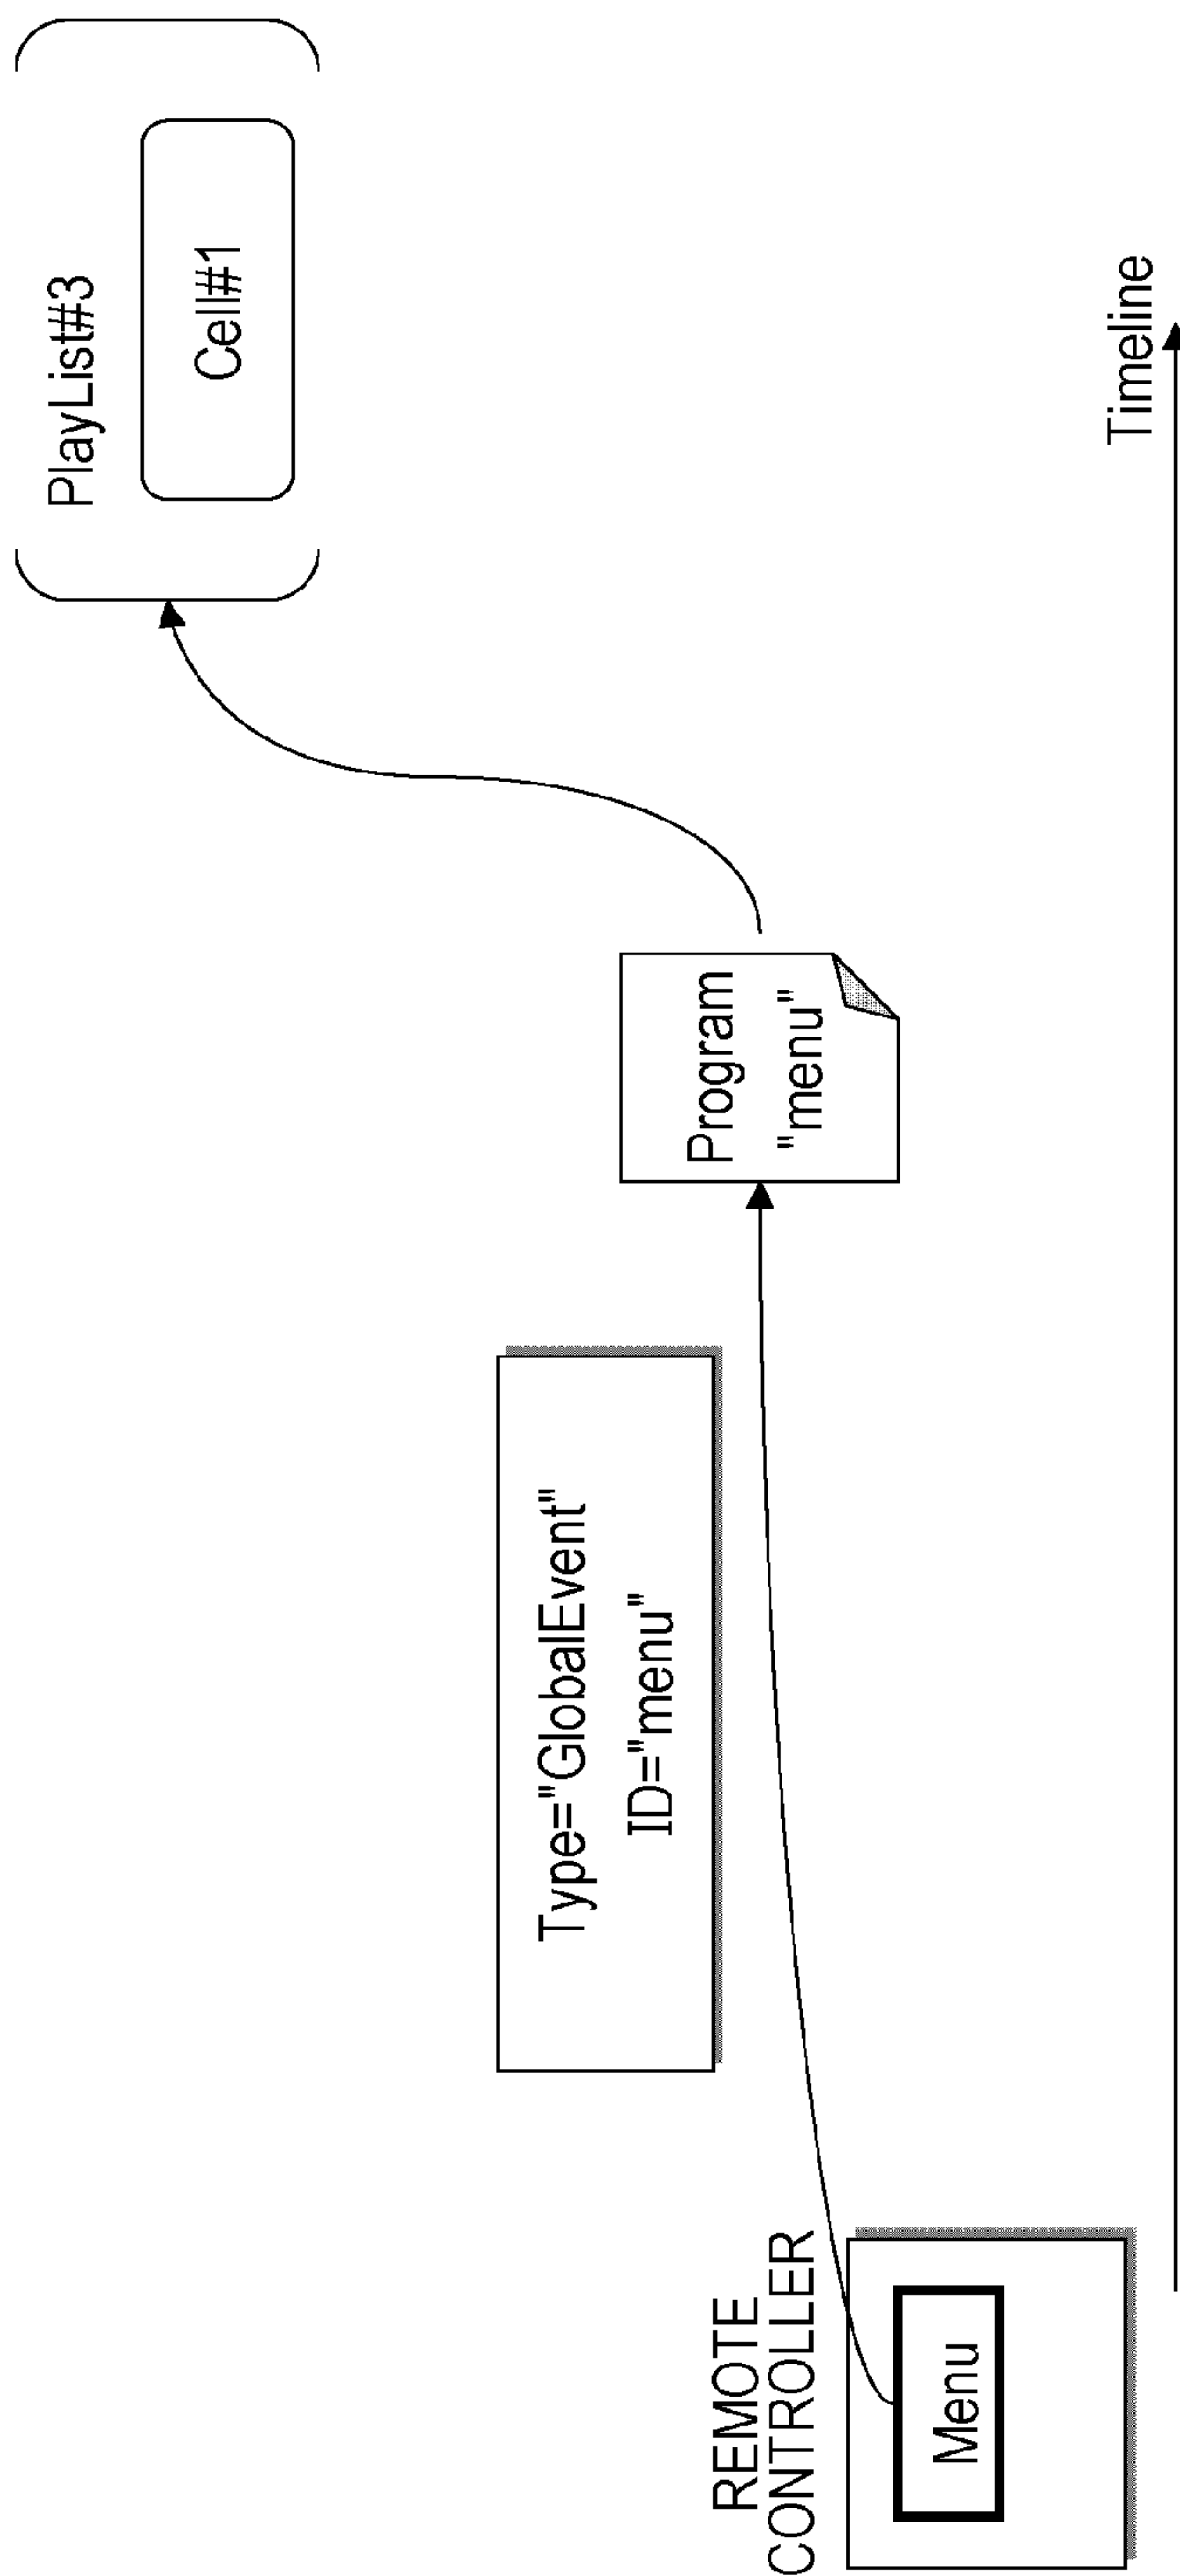 PlayList#3
Cell#1
Type="GlobalEvent"
ID="menu"
Program
"menu"
REMOTE
CONTROLLER
Menu
Timeline